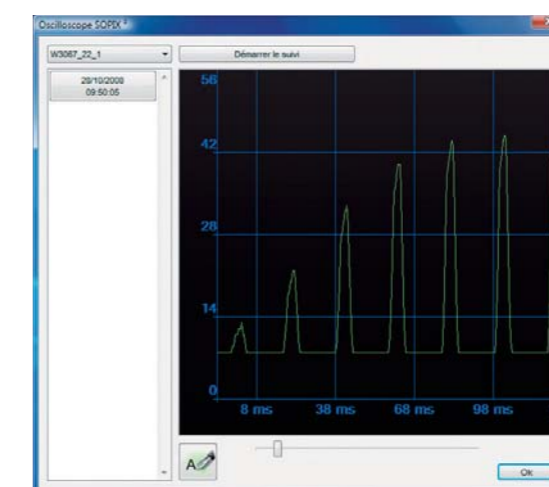 Oscilloscope SOPIX ²
W3067_22_1
Démarrer le suivi
28/10/2008
09:50:05
56
42
28
14
0
8 ms 38 ms 68 ms 98 ms
A
Ok